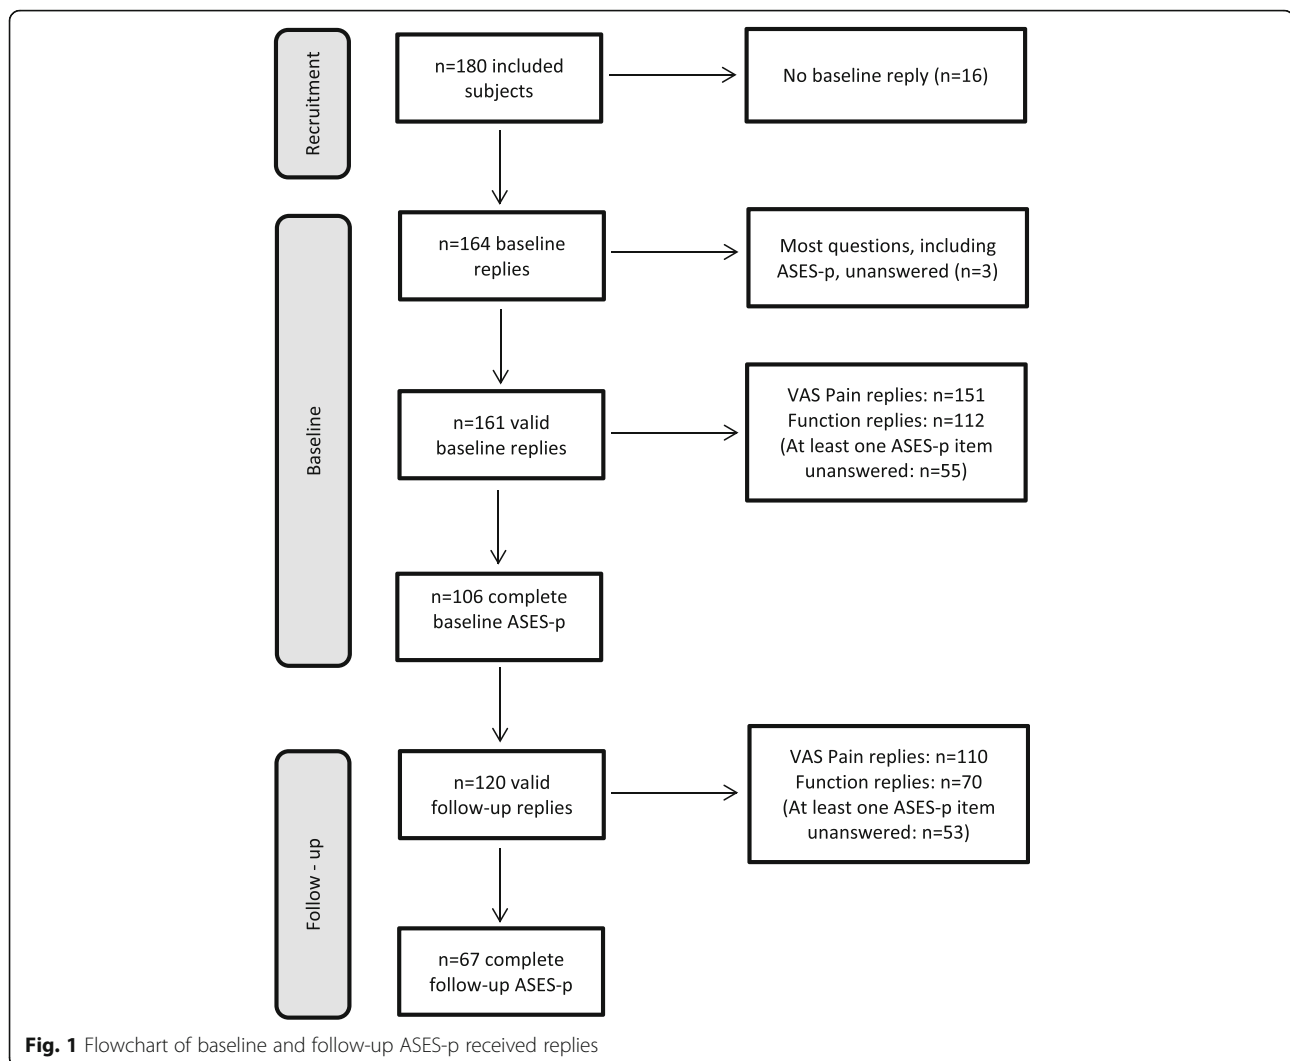 Recruitment
n=180 included
subjects
No baseline reply (n=16)
Baseline
n=164 baseline
replies
Most questions, including
ASES-p, unanswered (n=3)
n=161 valid
baseline replies
VAS Pain replies: n=151
Function replies: n=112
(At least one ASES-p item
unanswered: n=55)
n=106 complete
baseline ASES-p
Follow - up
n=120 valid
follow-up replies
VAS Pain replies: n=110
Function replies: n=70
(At least one ASES-p item
unanswered: n=53)
n=67 complete
follow-up ASES-p
Fig. 1 Flowchart of baseline and follow-up ASES-p received replies